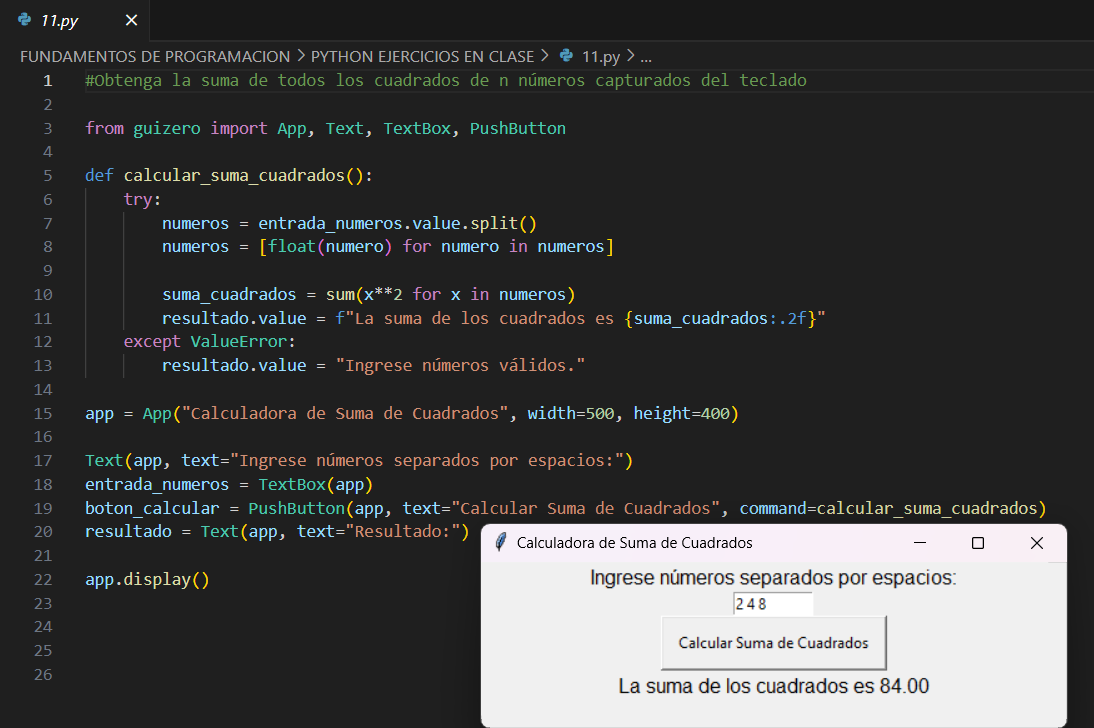 11.py
FUNDAMENTOS DE PROGRAMACION > PYTHON EJERCICIOS EN CLASE > 11.py > ...
1 #Obtenga la suma de todos los cuadrados de n números capturados del teclado
2
3 from guizero import App, Text, TextBox, PushButton
4
5 def calcular_suma_cuadrados():
6     try:
7         numeros = entrada_numeros.value.split()
8         numeros = [float(numero) for numero in numeros]
9
10         suma_cuadrados = sum(x**2 for x in numeros)
11         resultado.value = f"La suma de los cuadrados es {suma_cuadrados:.2f}"
12     except ValueError:
13         resultado.value = "Ingrese números válidos."
14
15 app = App("Calculadora de Suma de Cuadrados", width=500, height=400)
16
17 Text(app, text="Ingrese números separados por espacios:")
18 entrada_numeros = TextBox(app)
19 boton_calcular = PushButton(app, text="Calcular Suma de Cuadrados", command=calcular_suma_cuadrados)
20 resultado = Text(app, text="Resultado:")
21
22 app.display()
23
24
25
26
Calculadora de Suma de Cuadrados
Ingrese números separados por espacios:
2 4 8
Calcular Suma de Cuadrados
La suma de los cuadrados es 84.00